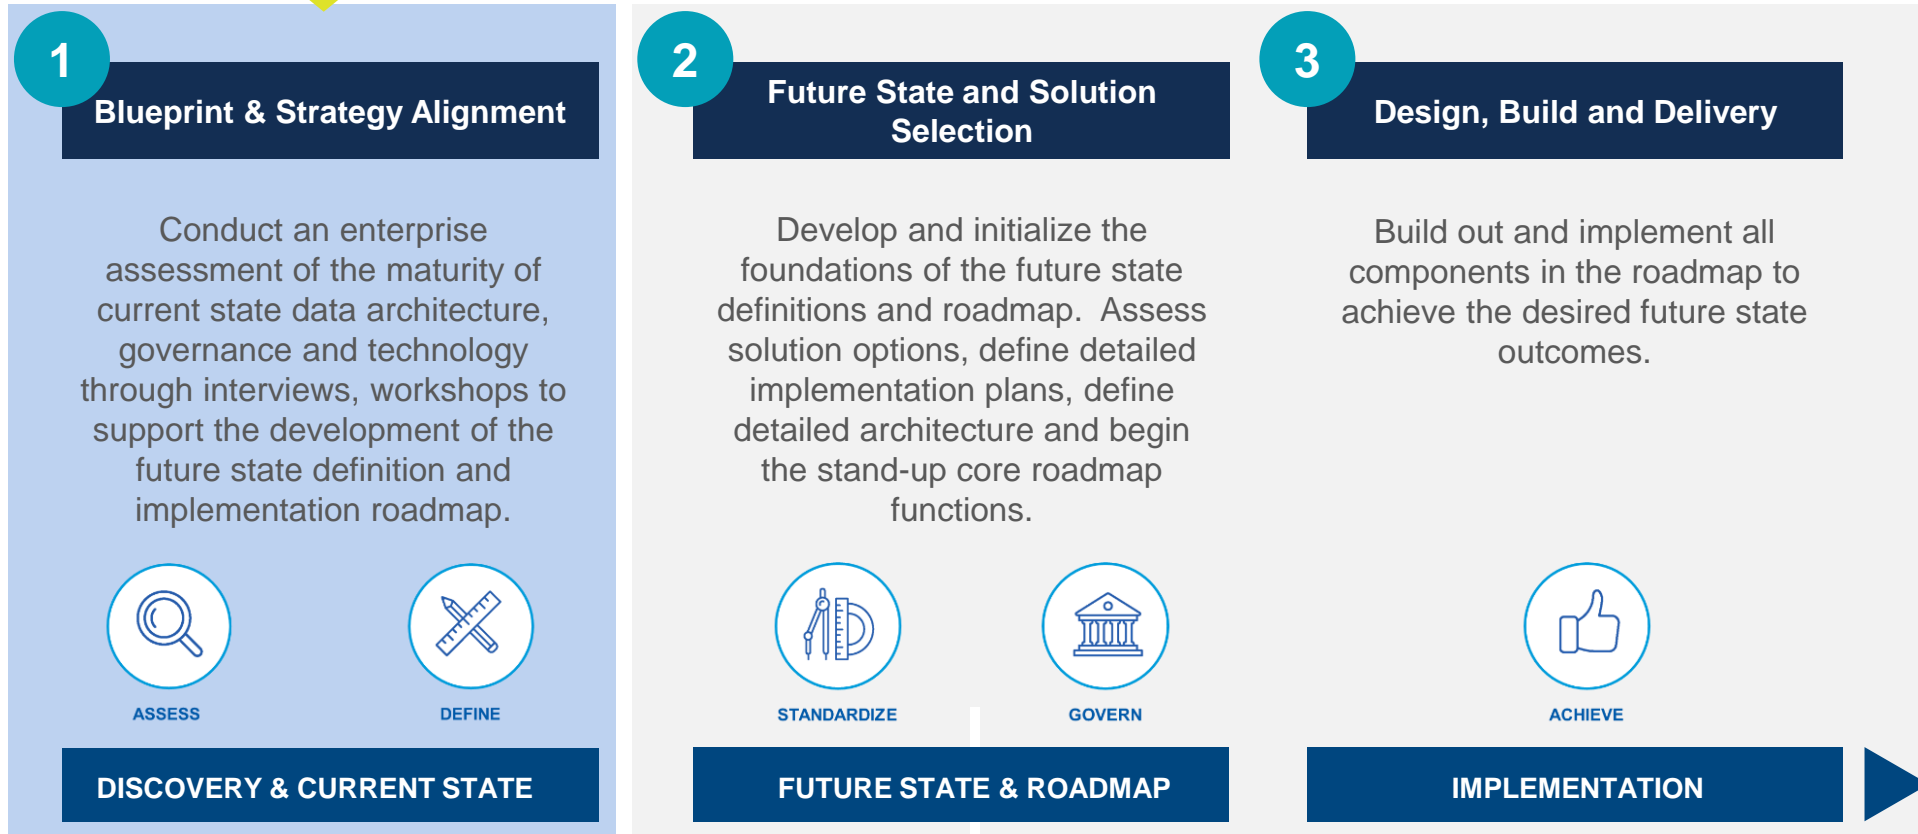 1
Blueprint & Strategy Alignment
Conduct an enterprise
assessment of the maturity of
current state data architecture,
governance and technology
through interviews, workshops to
support the development of the
future state definition and
implementation roadmap.
ASSESS
DEFINE
DISCOVERY & CURRENT STATE
2
Future State and Solution
Selection
Develop and initialize the
foundations of the future state
definitions and roadmap.  Assess
solution options, define detailed
implementation plans, define
detailed architecture and begin
the stand-up core roadmap
functions.
STANDARDIZE
GOVERN
FUTURE STATE & ROADMAP
3
Design, Build and Delivery
Build out and implement all
components in the roadmap to
achieve the desired future state
outcomes.
ACHIEVE
IMPLEMENTATION